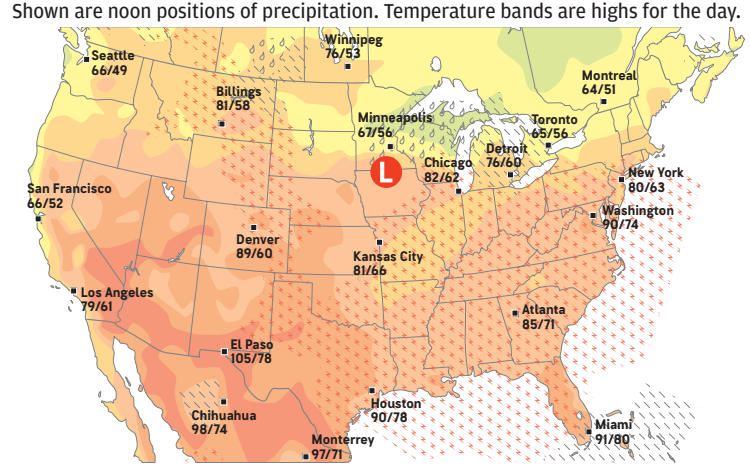 Shown are noon positions of precipitation. Temperature bands are highs for the day.
Winnipeg
76/53
Seattle
66/49
Montreal
64/51
Billings
81/58
Minneapolis
67/56
Toronto
65/56
Detroit
76/60
Chicago
82/62
L
New York
80/63
San Francisco
66/52
Washington
90/74
Denver
89/60
Kansas City
81/66
Los Angeles
79/61
Atlanta
85/71
El Paso
105/78
Houston
90/78
Chihuahua
98/74
Miami
91/80
Monterrey
97/71